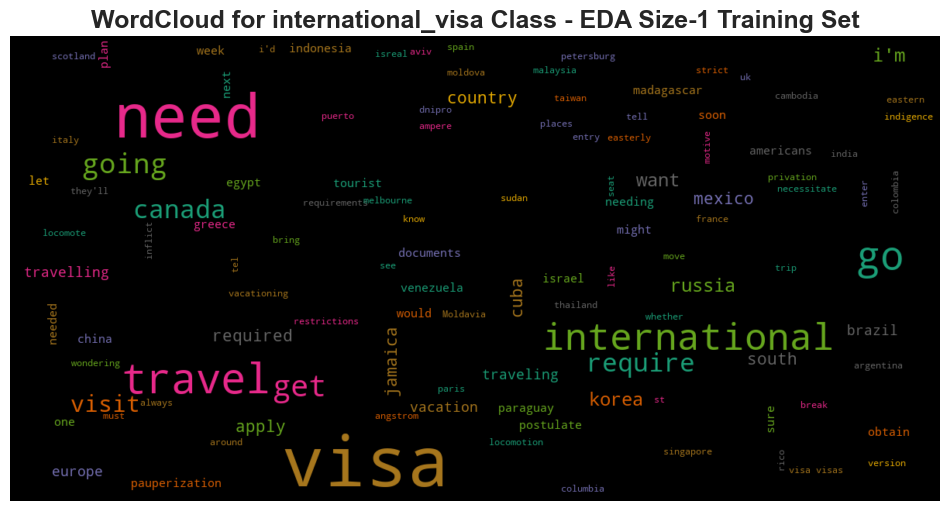 WordCloud for international_visa Class - EDA Size-1 Training Set
scotland
plan
week
i'd
indonesia
isreal
aviv
spain
petersburg
strict
uk
i'm
next
moldova
malaysia
country
taiwan
madagascar
cambodia
eastern
need
puerto
dnipro
ampere
places
tell
entry
easterly
soon
motive
indigence
italy
going
americans
india
let
they'll
egypt
tourist
want
seat
needing
privation
necessitate
enter
colombia
canada
requirements
melbourne
sudan
mexico
greece
know
might
france
locomote
inflict
bring
documents
move
go
travelling
tel
see
like
trip
vacationing
venezuela
cuba
israel
russia
needed
restrictions
would
Moldavia
thailand
whether
china
required
international
brazil
jamaica
require
south
wondering
travel
get
traveling
argentina
visit
always
must
paris
vacation
korea
st
break
one
apply
angstrom
paraguay
postulate
sure
obtain
around
visa
locomotion
singapore
rico
europe
pauperization
visa visas
version
columbia